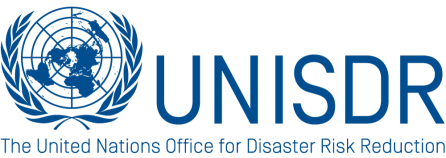 UNISDR
The United Nations Office for Disaster Risk Reduction